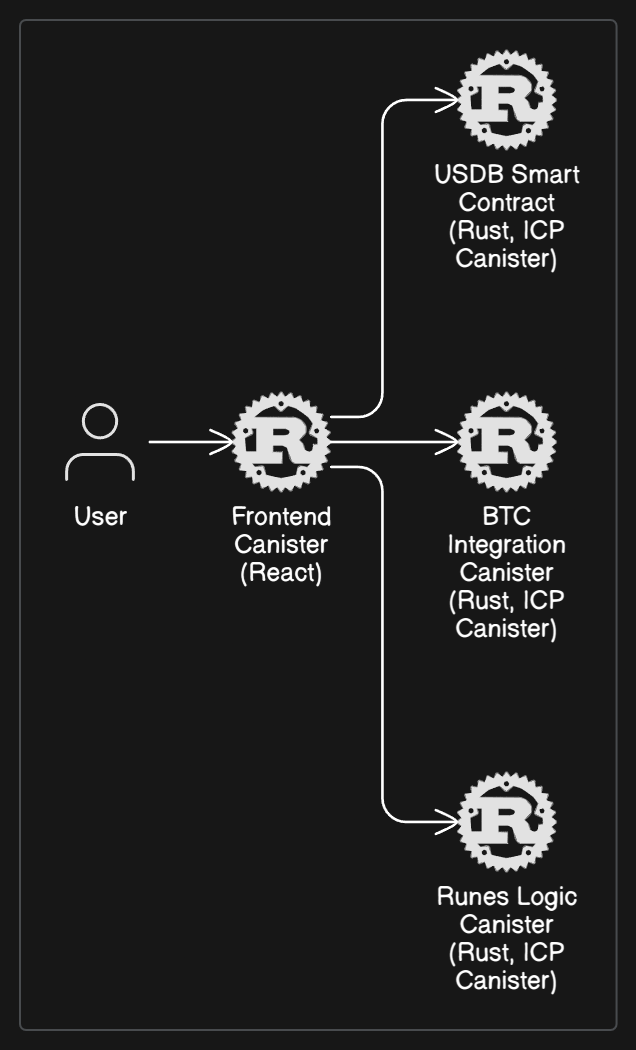 R
USDB Smart
Contract
(Rust, ICP
Canister)
User
R
Frontend
Canister
(React)
R
BTC
Integration
Canister
(Rust, ICP
Canister)
R
Runes Logic
Canister
(Rust, ICP
Canister)